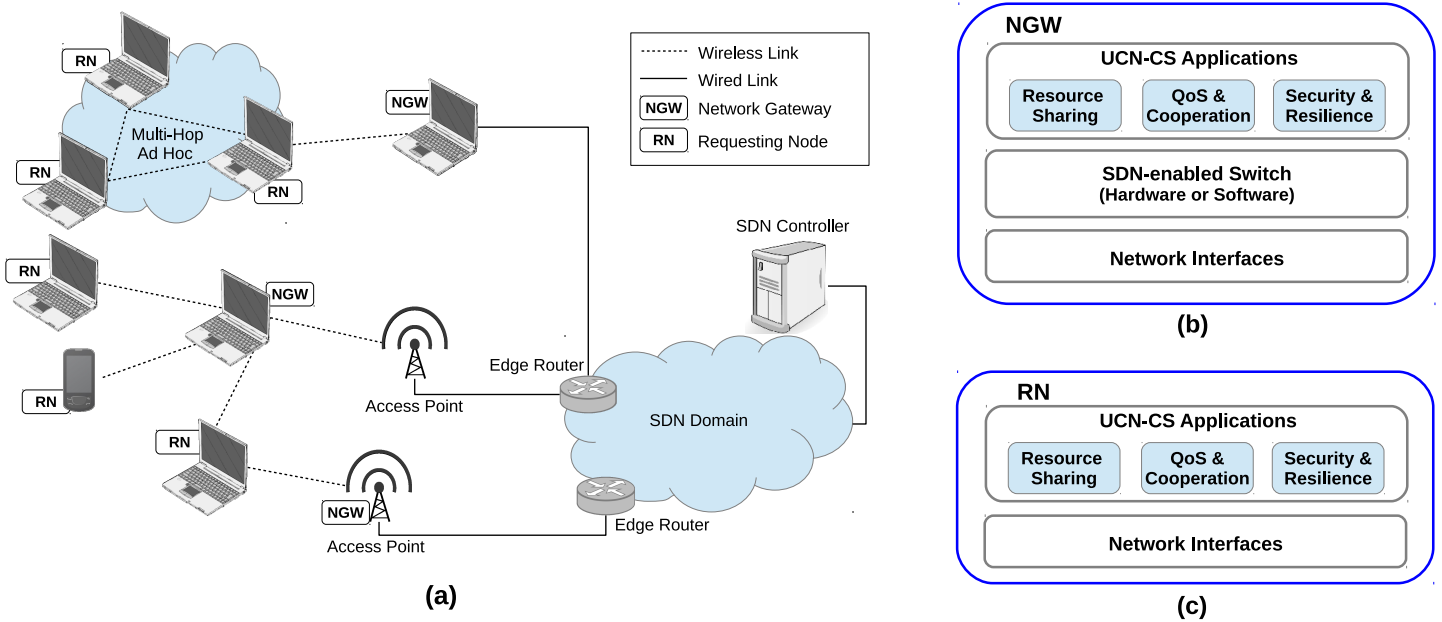 RN
Multi-Hop
Ad Hoc
RN
RN
NGW
Wireless Link
Wired Link
NGW
Network Gateway
RN
Requesting Node
RN
NGW
RN
RN
Access Point
NGW
Access Point
Edge Router
SDN Controller
SDN Domain
Edge Router
(a)
NGW
UCN-CS Applications
Resource
Sharing
QoS &
Cooperation
Security &
Resilience
SDN-enabled Switch
(Hardware or Software)
Network Interfaces
(b)
RN
UCN-CS Applications
Resource
Sharing
QoS &
Cooperation
Security &
Resilience
Network Interfaces
(c)